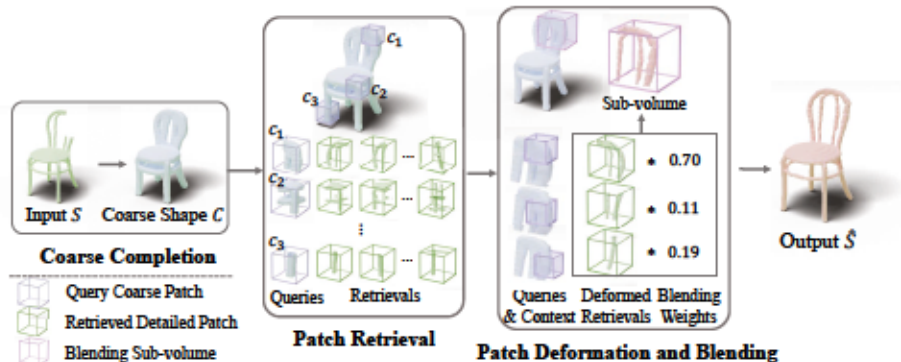 Input S
Coarse Shape C
Coarse Completion
Query Coarse Patch
Retrieved Detailed Patch
Blending Sub-volume
c₁
c₂
c₃
c₁
...
c₂
...
⋮
c₃
...
Queries
Retrievals
Patch Retrieval
Sub-volume
* 0.70
* 0.11
* 0.19
Queries & Context
Deformed Retrievals
Blending Weights
Patch Deformation and Blending
Output Ŝ